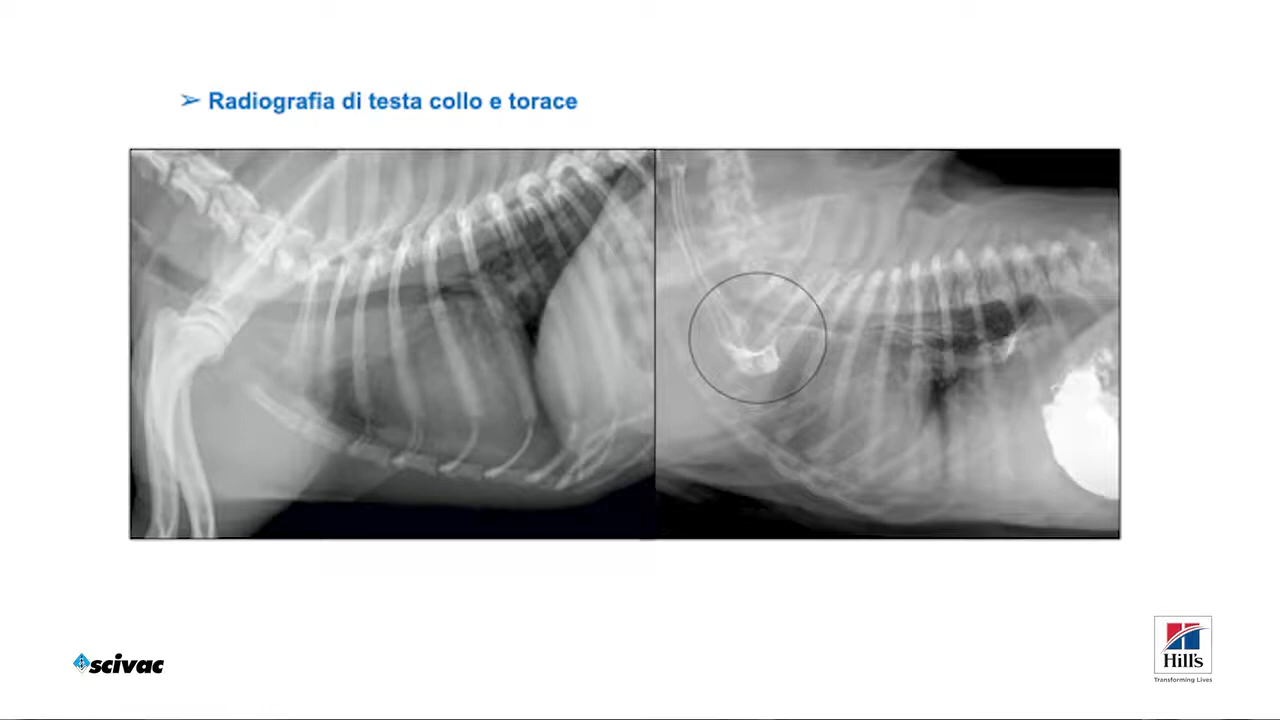 ➢ Radiografia di testa collo e torace
scivac
Hill's
Transforming Lives